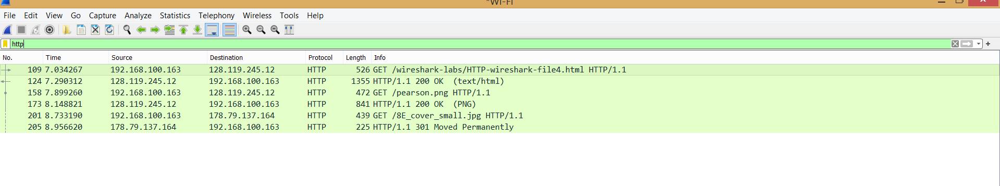 *Wi-Fi
File Edit View Go Capture Analyze Statistics Telephony Wireless Tools Help
http
No. Time Source Destination Protocol Length Info
109 7.034267 192.168.100.163 128.119.245.12 HTTP 526 GET /wireshark-labs/HTTP-wireshark-file4.html HTTP/1.1
124 7.290312 128.119.245.12 192.168.100.163 HTTP 1355 HTTP/1.1 200 OK (text/html)
158 7.899260 192.168.100.163 128.119.245.12 HTTP 472 GET /pearson.png HTTP/1.1
173 8.148821 128.119.245.12 192.168.100.163 HTTP 841 HTTP/1.1 200 OK (PNG)
201 8.733190 192.168.100.163 178.79.137.164 HTTP 439 GET /8E_cover_small.jpg HTTP/1.1
205 8.956620 178.79.137.164 192.168.100.163 HTTP 225 HTTP/1.1 301 Moved Permanently